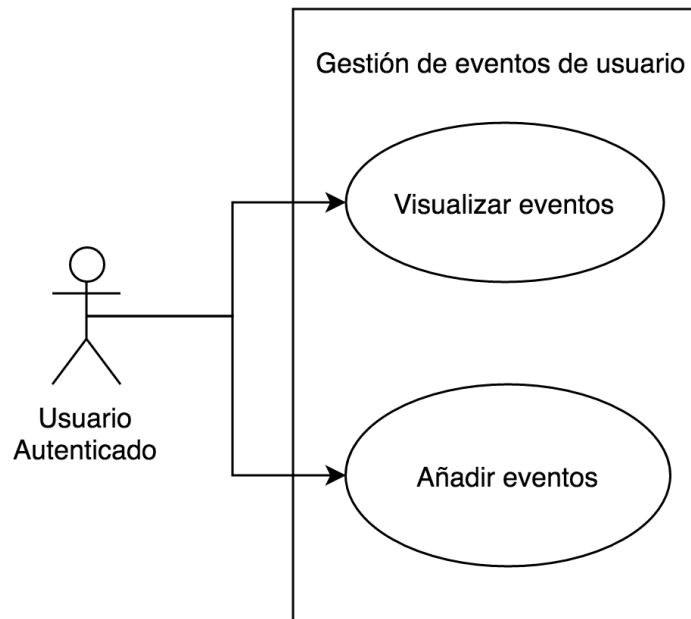 Gestión de eventos de usuario
Visualizar eventos
Usuario
Autenticado
Añadir eventos